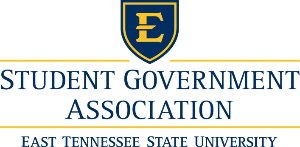 E
STUDENT GOVERNMENT
ASSOCIATION
EAST TENNESSEE STATE UNIVERSITY